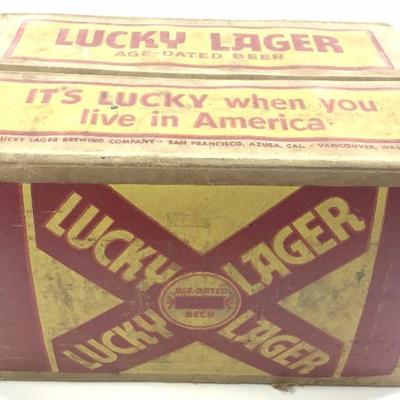 LUCKY LAGER
AGE-DATED BEER
IT'S LUCKY when you
live in America
LUCKY LAGER BREWING COMPANY - SAN FRANCISCO, AZUSA, CAL. - VANCOUVER, WAS
LUCKY LAGER
AGE-DATED
BEER
LUCKY LAGER